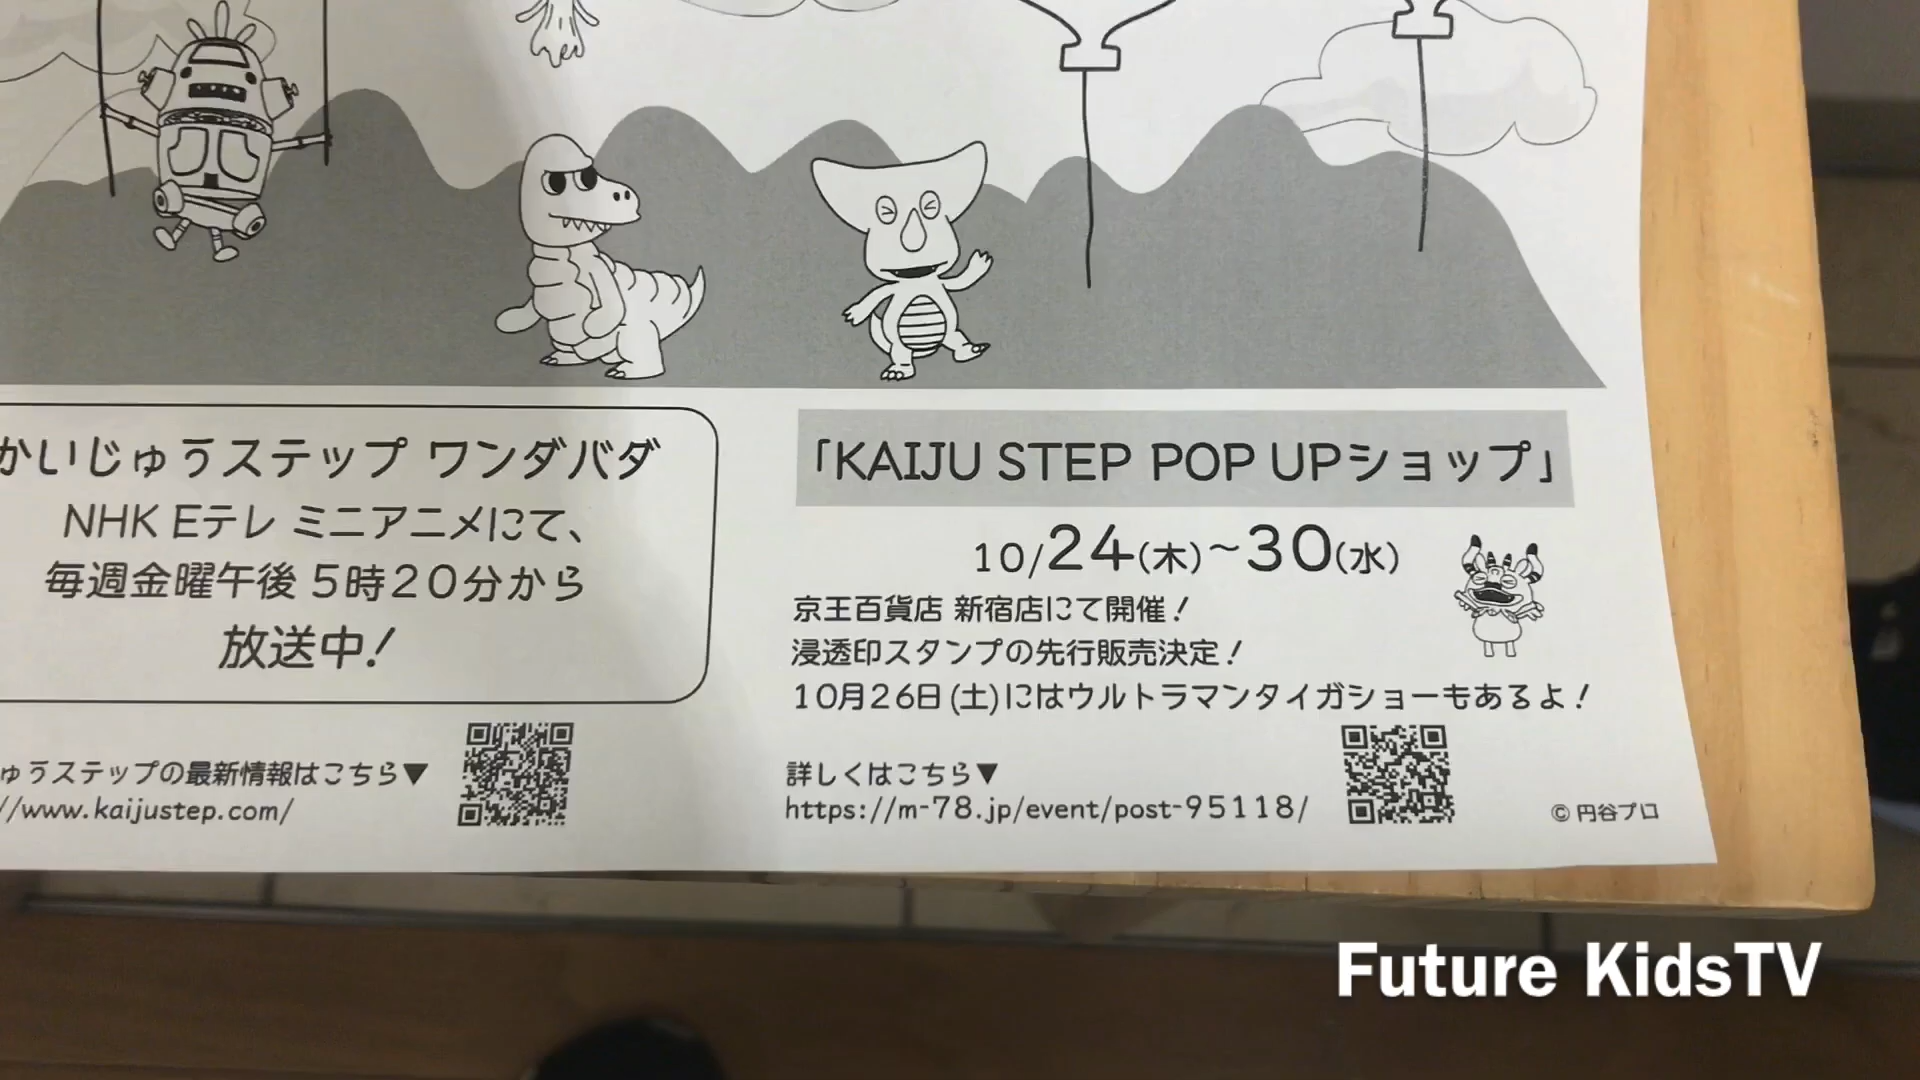 かいじゅうステップ ワンダバダ
NHK Eテレ ミニアニメにて、
毎週金曜午後 5時20分から
放送中!
ゅうステップの最新情報はこちら▼
//www.kaijustep.com/
「KAIJU STEP POP UPショップ」
10/24(木)~30(水)
京王百貨店 新宿店にて開催!
浸透印スタンプの先行販売決定!
10月26日(土)にはウルトラマンタイガショーもあるよ!
詳しくはこちら▼
https://m-78.jp/event/post-95118/
© 円谷プロ
Future KidsTV